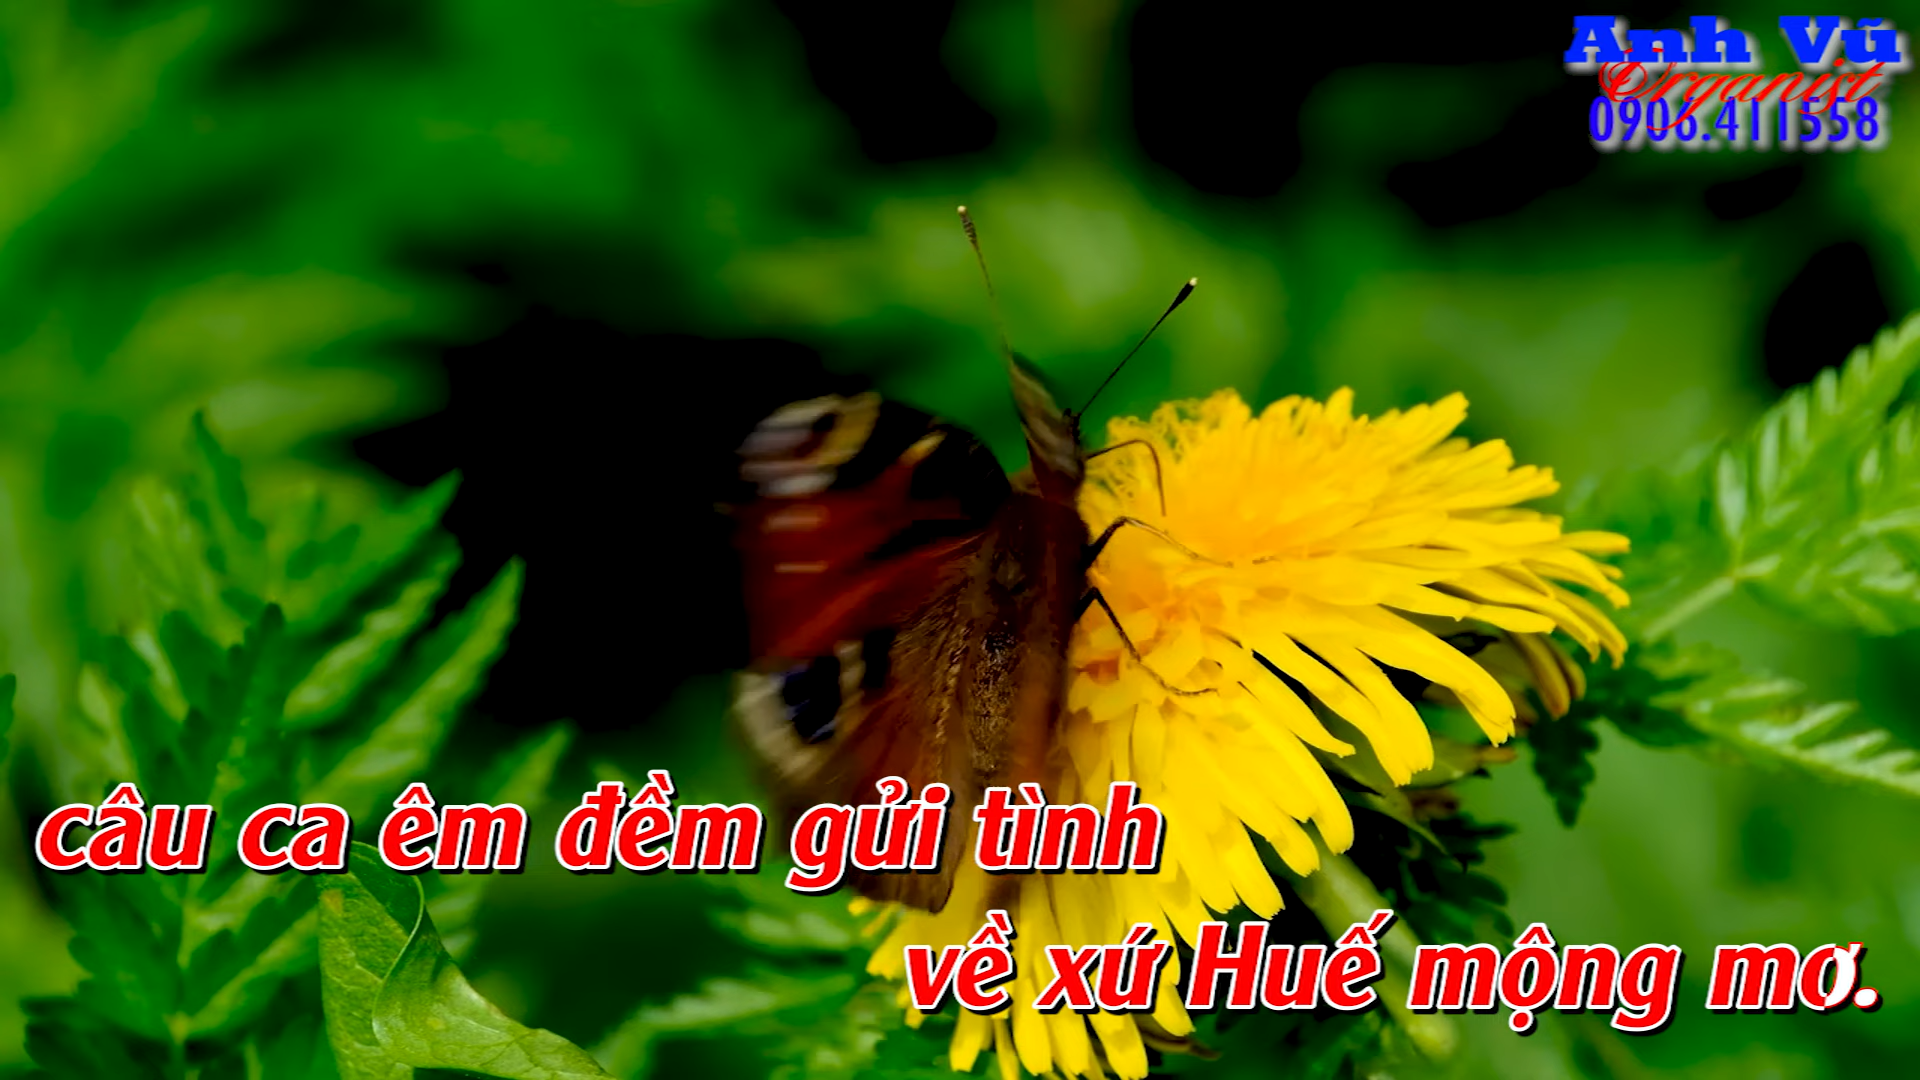 Anh Vũ
Organist
0906.411558
câu ca êm đềm gửi tình
về xứ Huế mộng mơ.